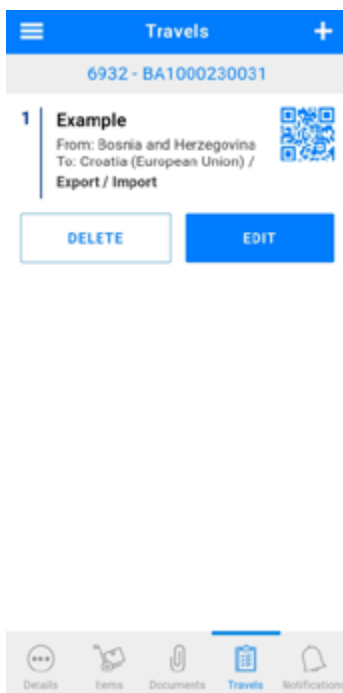 Travels
6932 - BA1000230031
1 Example
From: Bosnia and Herzegovina
To: Croatia (European Union) /
Export / Import
DELETE EDIT
Details Items Documents Travels Notifications